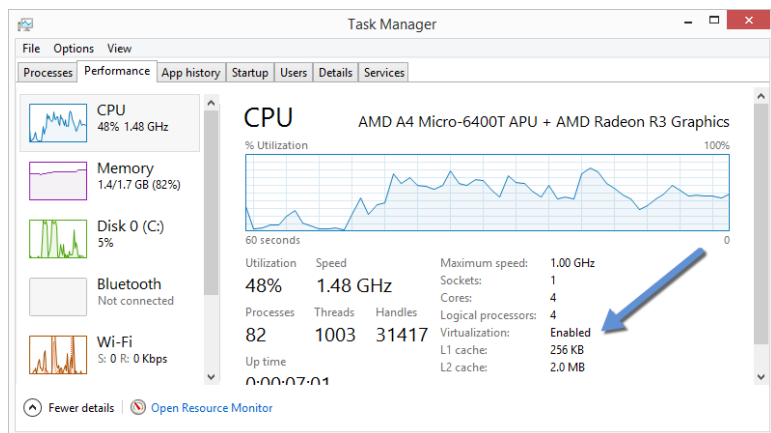 Task Manager
File Options View
Processes Performance App history Startup Users Details Services
CPU
48% 1.48 GHz
Memory
1.4/1.7 GB (82%)
Disk 0 (C:)
5%
Bluetooth
Not connected
Wi-Fi
S: 0 R: 0 Kbps
CPU AMD A4 Micro-6400T APU + AMD Radeon R3 Graphics
% Utilization 100%
60 seconds 0
Utilization Speed
48% 1.48 GHz
Processes Threads Handles
82 1003 31417
Up time
0:00:07:01
Maximum speed: 1.00 GHz
Sockets: 1
Cores: 4
Logical processors: 4
Virtualization: Enabled
L1 cache: 256 KB
L2 cache: 2.0 MB
Fewer details Open Resource Monitor